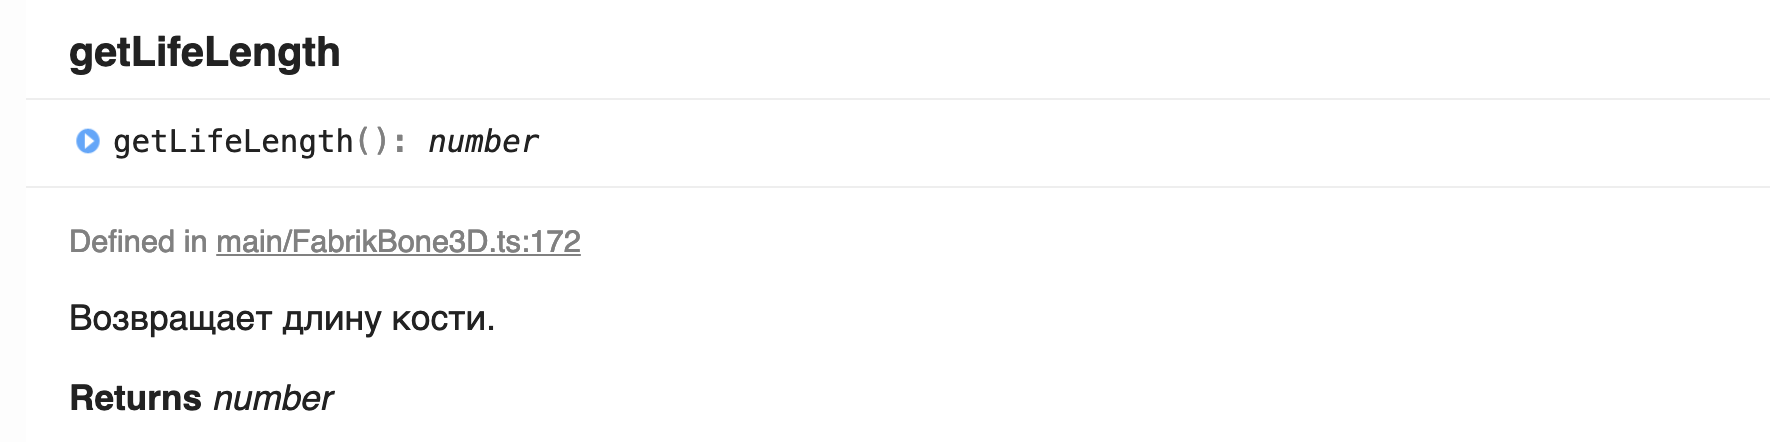 getLifeLength
getLifeLength(): number
Defined in main/FabrikBone3D.ts:172
Возвращает длину кости.
Returns number